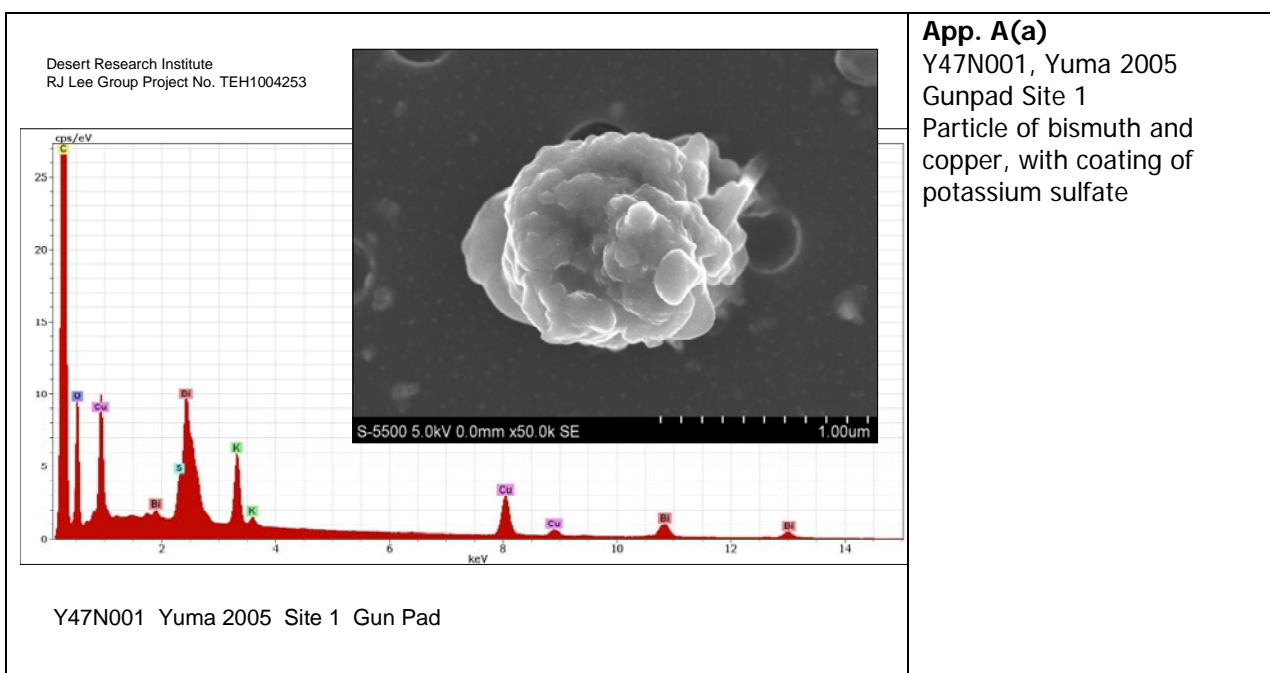 Desert Research Institute
RJ Lee Group Project No. TEH1004253
cps/eV
C
25
20
15
10
5
0
O
Cu
Bi
S
Bi
K
K
Cu
Cu
Bi
Bi
2
4
6
8
10
12
14
keV
S-5500 5.0kV 0.0mm x50.0k SE
1.00um
Y47N001 Yuma 2005 Site 1 Gun Pad
App. A(a)
Y47N001, Yuma 2005
Gunpad Site 1
Particle of bismuth and
copper, with coating of
potassium sulfate